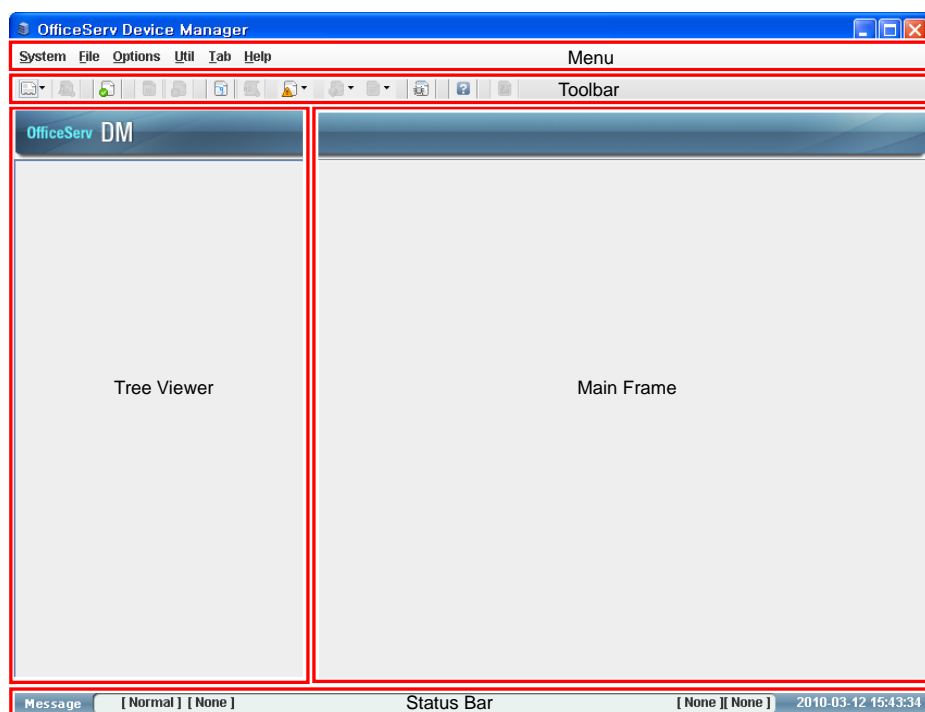 OfficeServ Device Manager
System File Options Util Tab Help Menu
Toolbar
OfficeServ DM
Tree Viewer
Main Frame
Message [ Normal ] [ None ] Status Bar [ None ][ None ] 2010-03-12 15:43:34